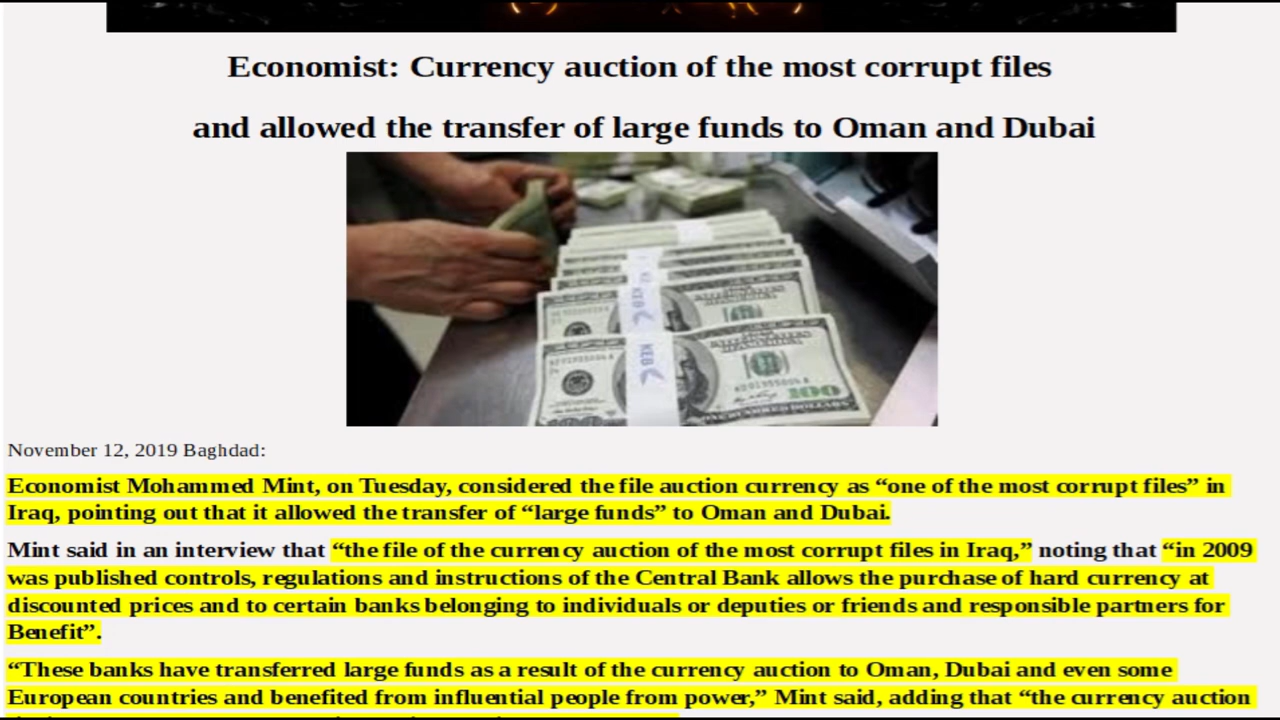 Economist: Currency auction of the most corrupt files
and allowed the transfer of large funds to Oman and Dubai
KEB
KEB
100
November 12, 2019 Baghdad:
Economist Mohammed Mint, on Tuesday, considered the file auction currency as “one of the most corrupt files” in
Iraq, pointing out that it allowed the transfer of “large funds” to Oman and Dubai.
Mint said in an interview that “the file of the currency auction of the most corrupt files in Iraq,” noting that “in 2009
was published controls, regulations and instructions of the Central Bank allows the purchase of hard currency at
discounted prices and to certain banks belonging to individuals or deputies or friends and responsible partners for
Benefit”.
“These banks have transferred large funds as a result of the currency auction to Oman, Dubai and even some
European countries and benefited from influential people from power,” Mint said, adding that “the currency auction